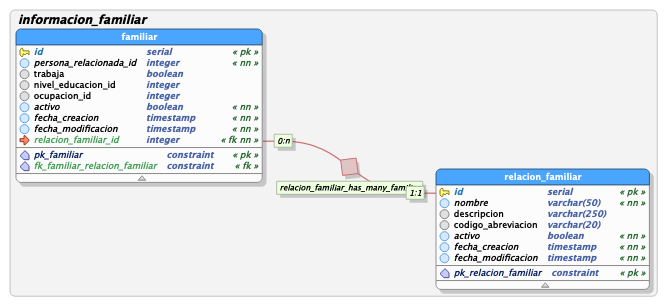 informacion_familiar
familiar
id serial « pk »
persona_relacionada_id integer « nn »
trabaja boolean
nivel_educacion_id integer
ocupacion_id integer
activo boolean « nn »
fecha_creacion timestamp « nn »
fecha_modificacion timestamp « nn »
relacion_familiar_id integer « fk nn »
pk_familiar constraint « pk »
fk_familiar_relacion_familiar constraint « fk »
0:n
1:1
relacion_familiar
id serial « pk »
nombre varchar(50) « nn »
descripcion varchar(250)
codigo_abreviacion varchar(20)
activo boolean « nn »
fecha_creacion timestamp « nn »
fecha_modificacion timestamp « nn »
pk_relacion_familiar constraint « pk »